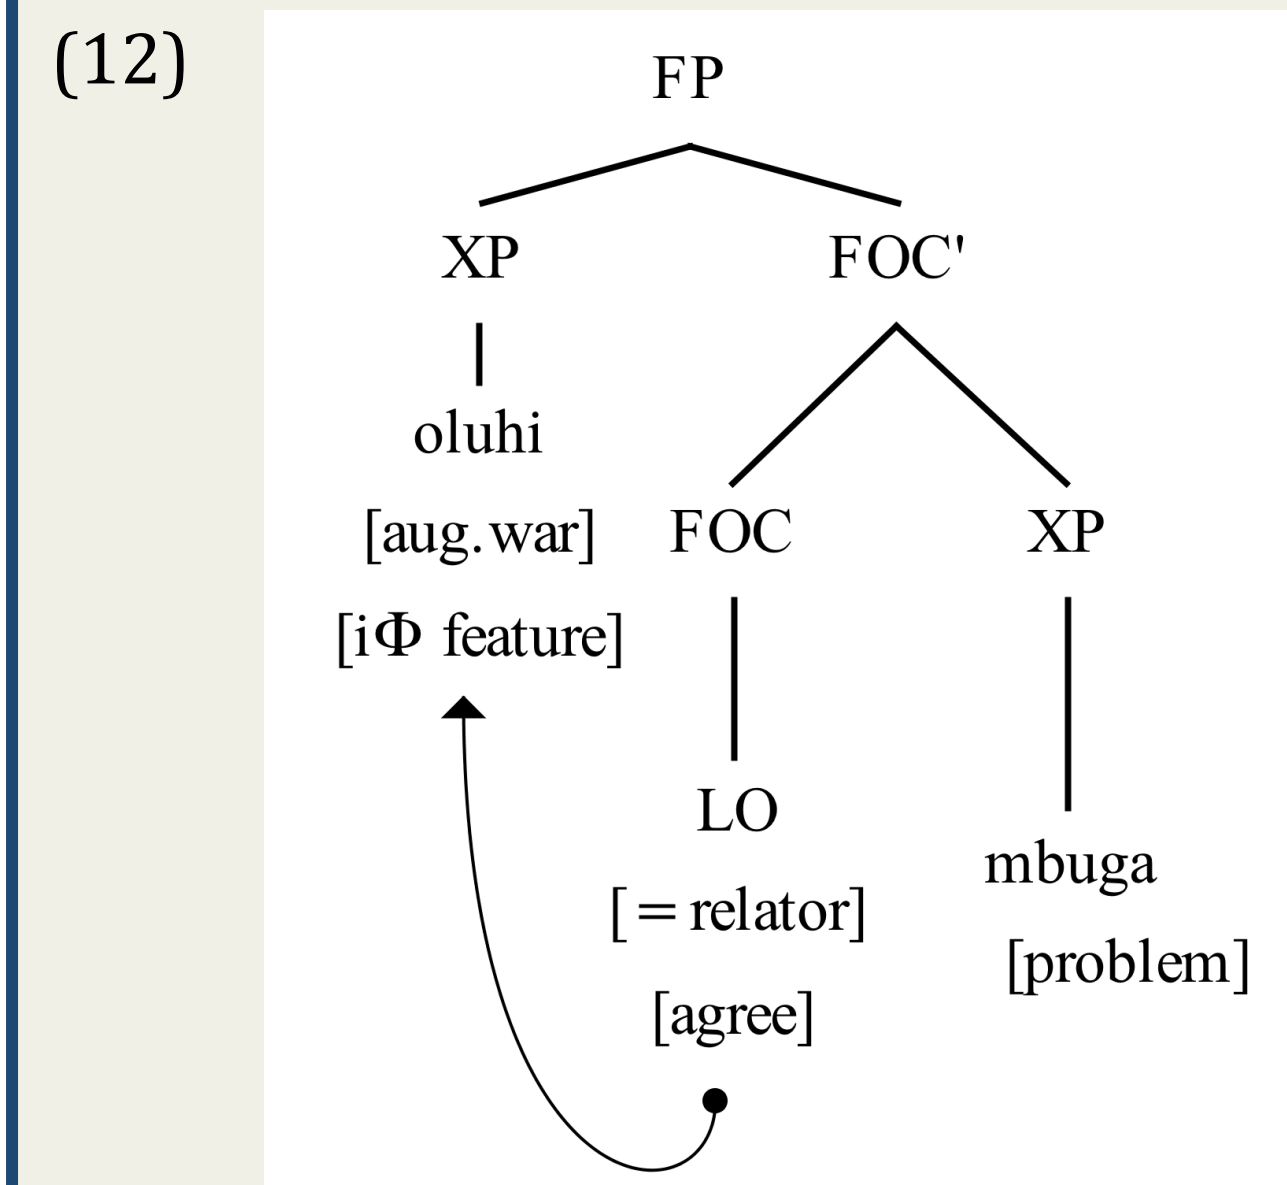 (12)
FP
XP FOC'
oluhi
[aug.war] FOC XP
[iΦ feature]
LO
mbuga
[=relator]
[problem]
[agree]